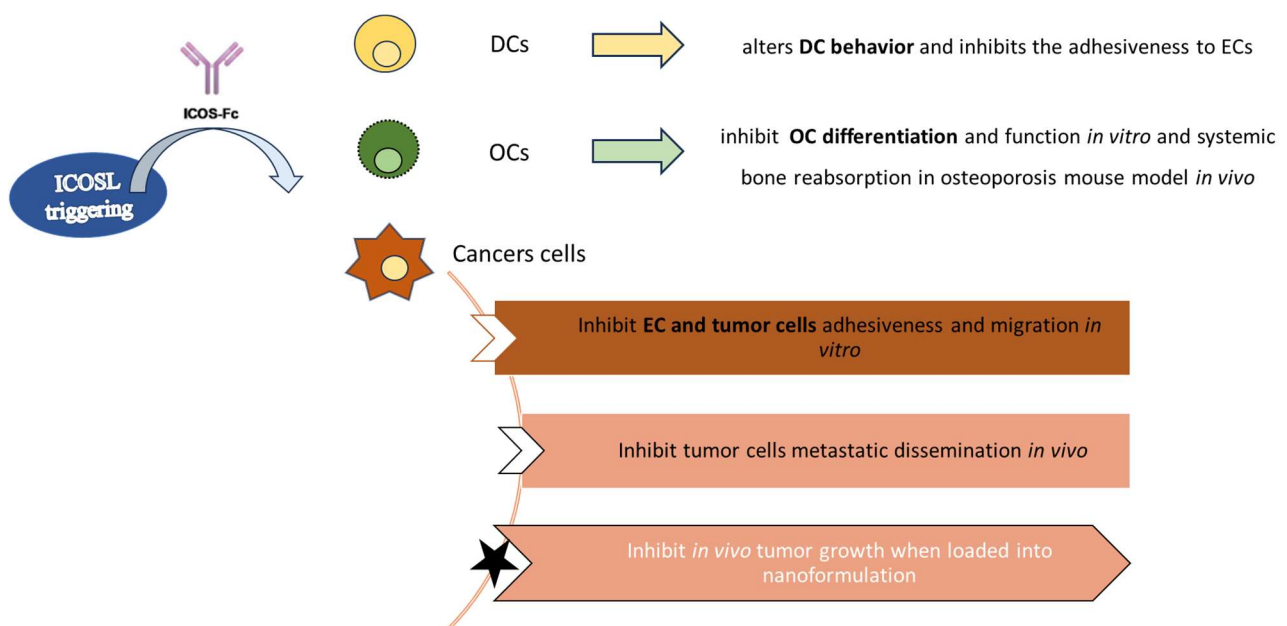 DCs
alters DC behavior and inhibits the adhesiveness to ECs
ICOS-Fc
ICOSL
triggering
OCs
inhibit OC differentiation and function in vitro and systemic
bone reabsorption in osteoporosis mouse model in vivo
Cancers cells
Inhibit EC and tumor cells adhesiveness and migration in
vitro
Inhibit tumor cells metastatic dissemination in vivo
Inhibit in vivo tumor growth when loaded into
nanoformulation